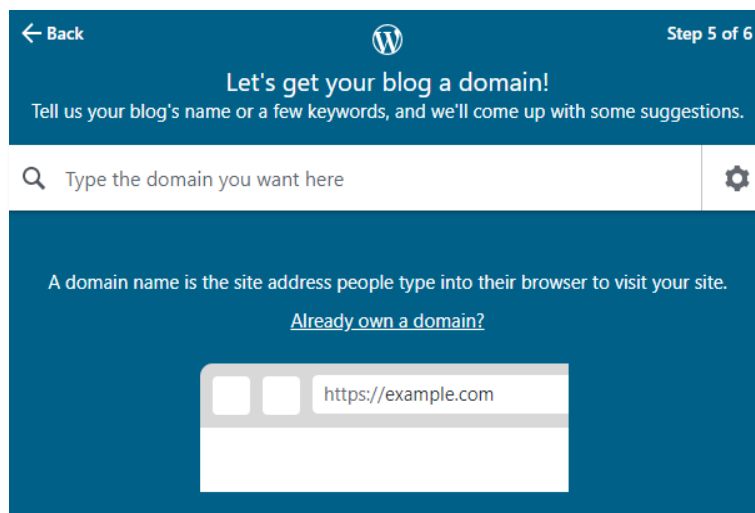 Back
Step 5 of 6
Let's get your blog a domain!
Tell us your blog's name or a few keywords, and we'll come up with some suggestions.
Type the domain you want here
A domain name is the site address people type into their browser to visit your site.
Already own a domain?
https://example.com